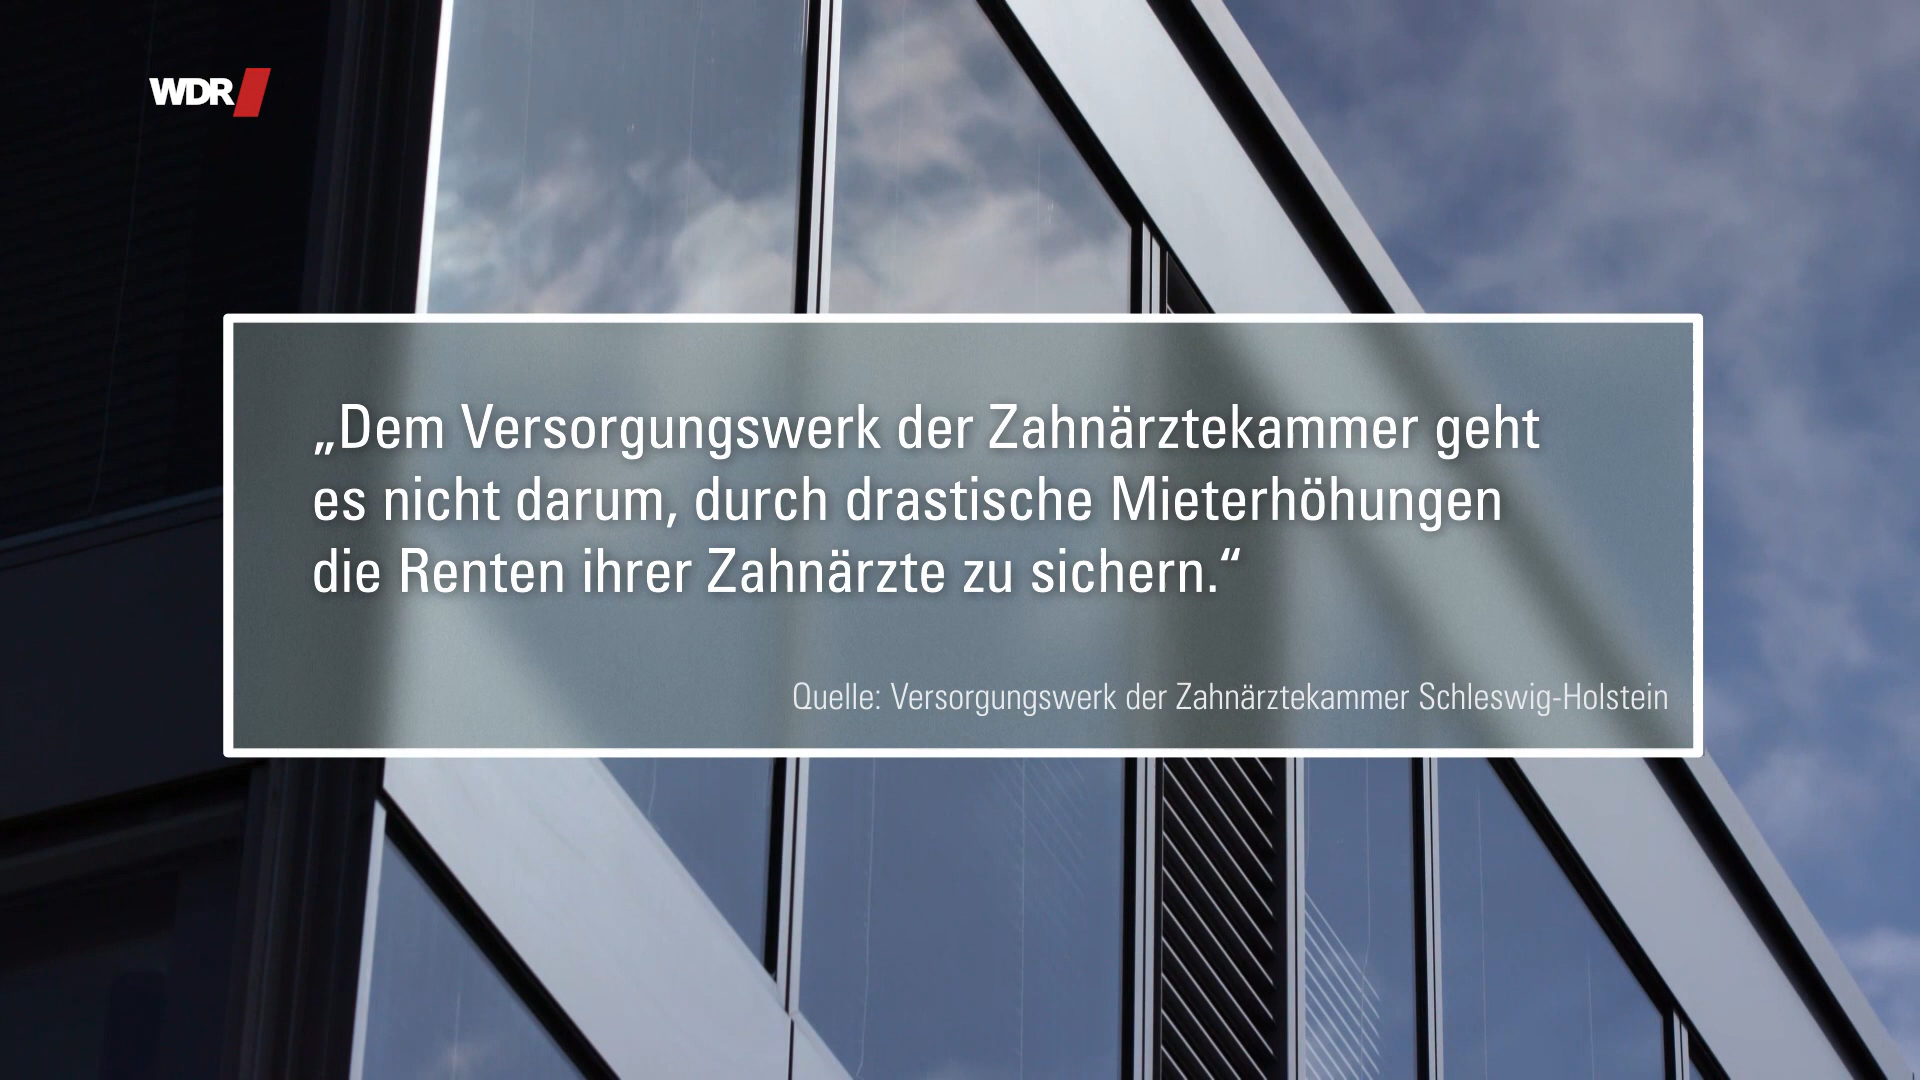 WDR
„Dem Versorgungswerk der Zahnärztekammer geht
es nicht darum, durch drastische Mieterhöhungen
die Renten ihrer Zahnärzte zu sichern.“
Quelle: Versorgungswerk der Zahnärztekammer Schleswig-Holstein